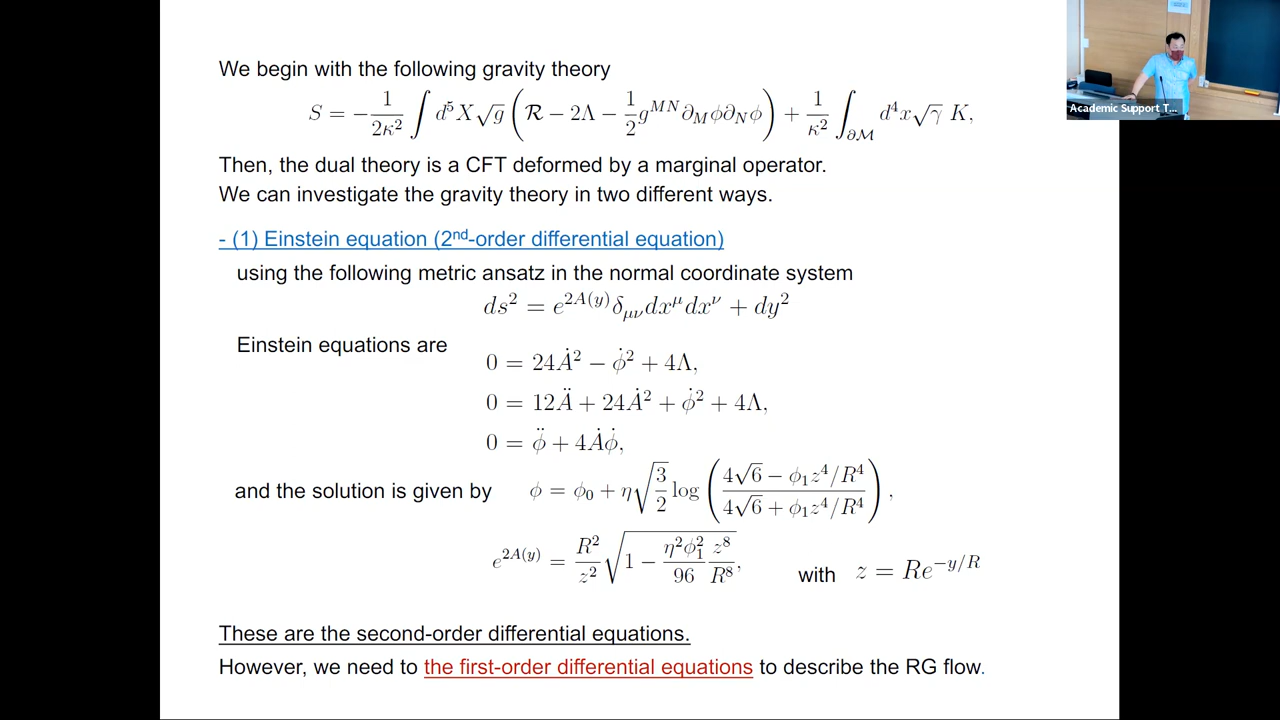 We begin with the following gravity theory
S = -\frac{1}{2\kappa^2} \int d^5X \sqrt{g} \left( \mathcal{R} - 2\Lambda - \frac{1}{2} g^{MN} \partial_M \phi \partial_N \phi \right) + \frac{1}{\kappa^2} \int_{\partial\mathcal{M}} d^4x \sqrt{\gamma} \, K,
Then, the dual theory is a CFT deformed by a marginal operator.
We can investigate the gravity theory in two different ways.
- (1) Einstein equation (2nd-order differential equation)
using the following metric ansatz in the normal coordinate system
ds^2 = e^{2A(y)} \delta_{\mu\nu} dx^\mu dx^\nu + dy^2
Einstein equations are
0 = 24\dot{A}^2 - \dot{\phi}^2 + 4\Lambda,
0 = 12\ddot{A} + 24\dot{A}^2 + \dot{\phi}^2 + 4\Lambda,
0 = \ddot{\phi} + 4\dot{A}\dot{\phi},
and the solution is given by \phi = \phi_0 + \eta \sqrt{\frac{3}{2}} \log \left( \frac{4\sqrt{6} - \phi_1 z^4/R^4}{4\sqrt{6} + \phi_1 z^4/R^4} \right),
e^{2A(y)} = \frac{R^2}{z^2} \sqrt{1 - \frac{\eta^2 \phi_1^2}{96} \frac{z^8}{R^8}}, with z = Re^{-y/R}
These are the second-order differential equations.
However, we need to the first-order differential equations to describe the RG flow.
Academic Support T...